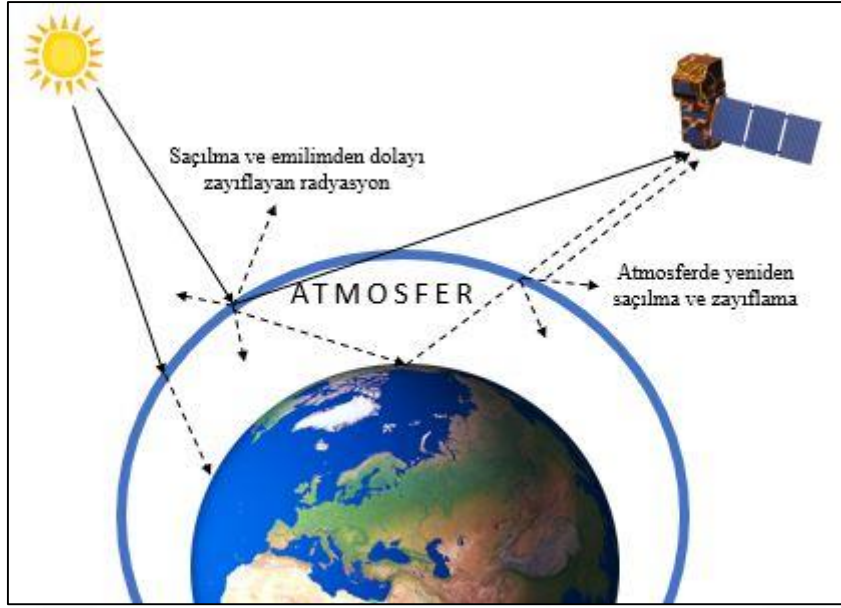 Saçılma ve emilimden dolayı
zayıflayan radyasyon
ATMOSFER
Atmosferde yeniden
saçılma ve zayıflama